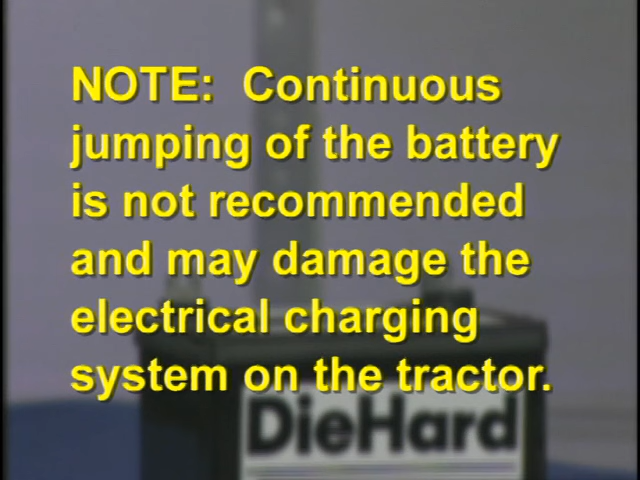 NOTE:  Continuous
jumping of the battery
is not recommended
and may damage the
electrical charging
system on the tractor.
DieHard